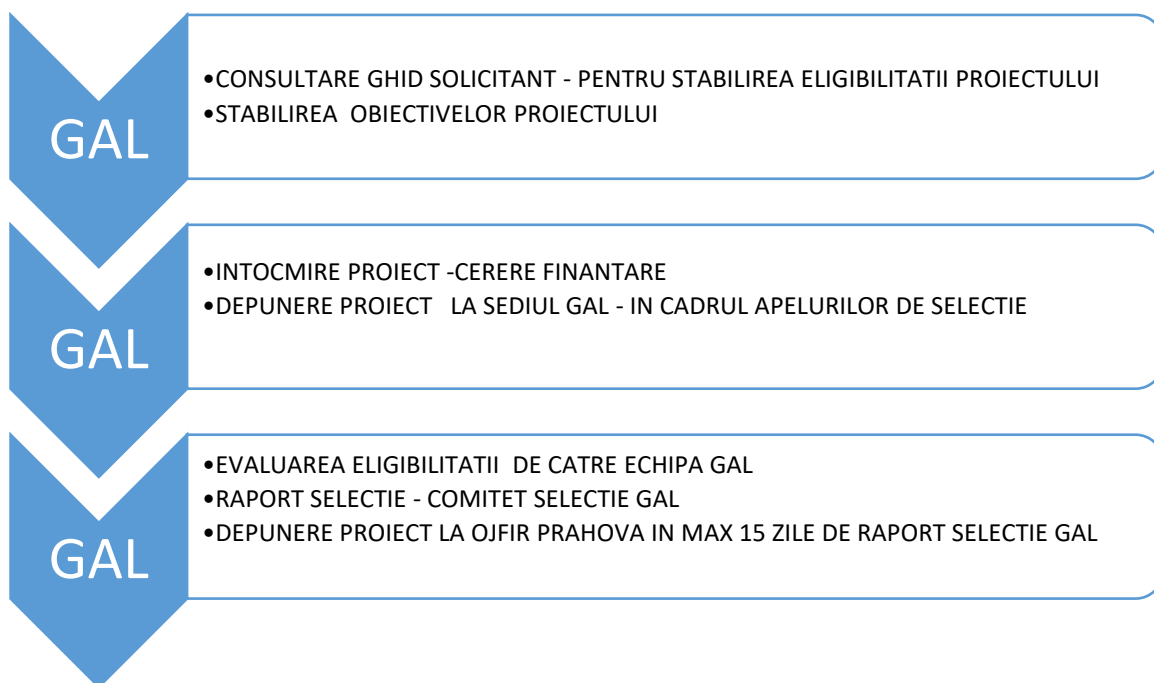 GAL
•CONSULTARE GHID SOLICITANT - PENTRU STABILIREA ELIGIBILITATII PROIECTULUI
•STABILIREA OBIECTIVELOR PROIECTULUI
GAL
•INTOCMIRE PROIECT -CERERE FINANTARE
•DEPUNERE PROIECT LA SEDIUL GAL - IN CADRUL APELURILOR DE SELECTIE
GAL
•EVALUAREA ELIGIBILITATII DE CATRE ECHIPA GAL
•RAPORT SELECTIE - COMITET SELECTIE GAL
•DEPUNERE PROIECT LA OJFIR PRAHOVA IN MAX 15 ZILE DE RAPORT SELECTIE GAL